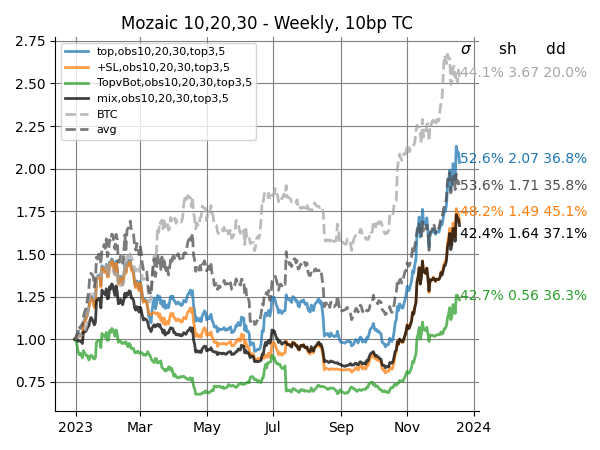 Mozaic 10,20,30 - Weekly, 10bp TC
σ sh dd
top,obs10,20,30,top3,5
+SL,obs10,20,30,top3,5
TopvBot,obs10,20,30,top3,5
mix,obs10,20,30,top3,5
BTC
avg
44.1% 3.67 20.0%
52.6% 2.07 36.8%
53.6% 1.71 35.8%
48.2% 1.49 45.1%
42.4% 1.64 37.1%
42.7% 0.56 36.3%
2.75
2.50
2.25
2.00
1.75
1.50
1.25
1.00
0.75
2023 Mar May Jul Sep Nov 2024